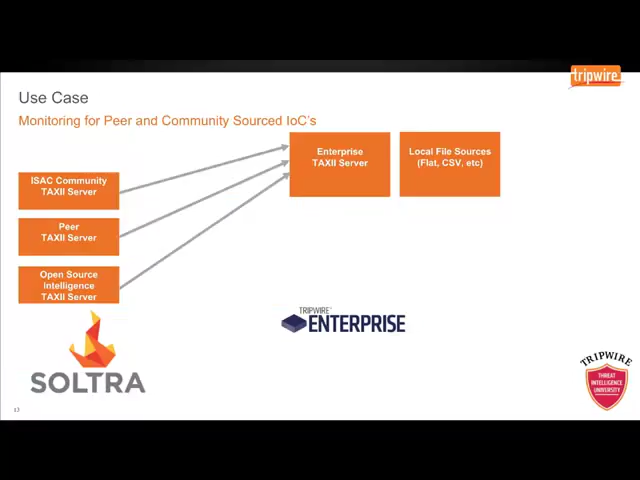 tripwire
Use Case
Monitoring for Peer and Community Sourced IoC's
Enterprise
TAXII Server
Local File Sources
(Flat, CSV, etc)
ISAC Community
TAXII Server
Peer
TAXII Server
Open Source
Intelligence
TAXII Server
TRIPWIRE
ENTERPRISE
SOLTRA
TRIPWIRE
THREAT
INTELLIGENCE
UNIVERSITY